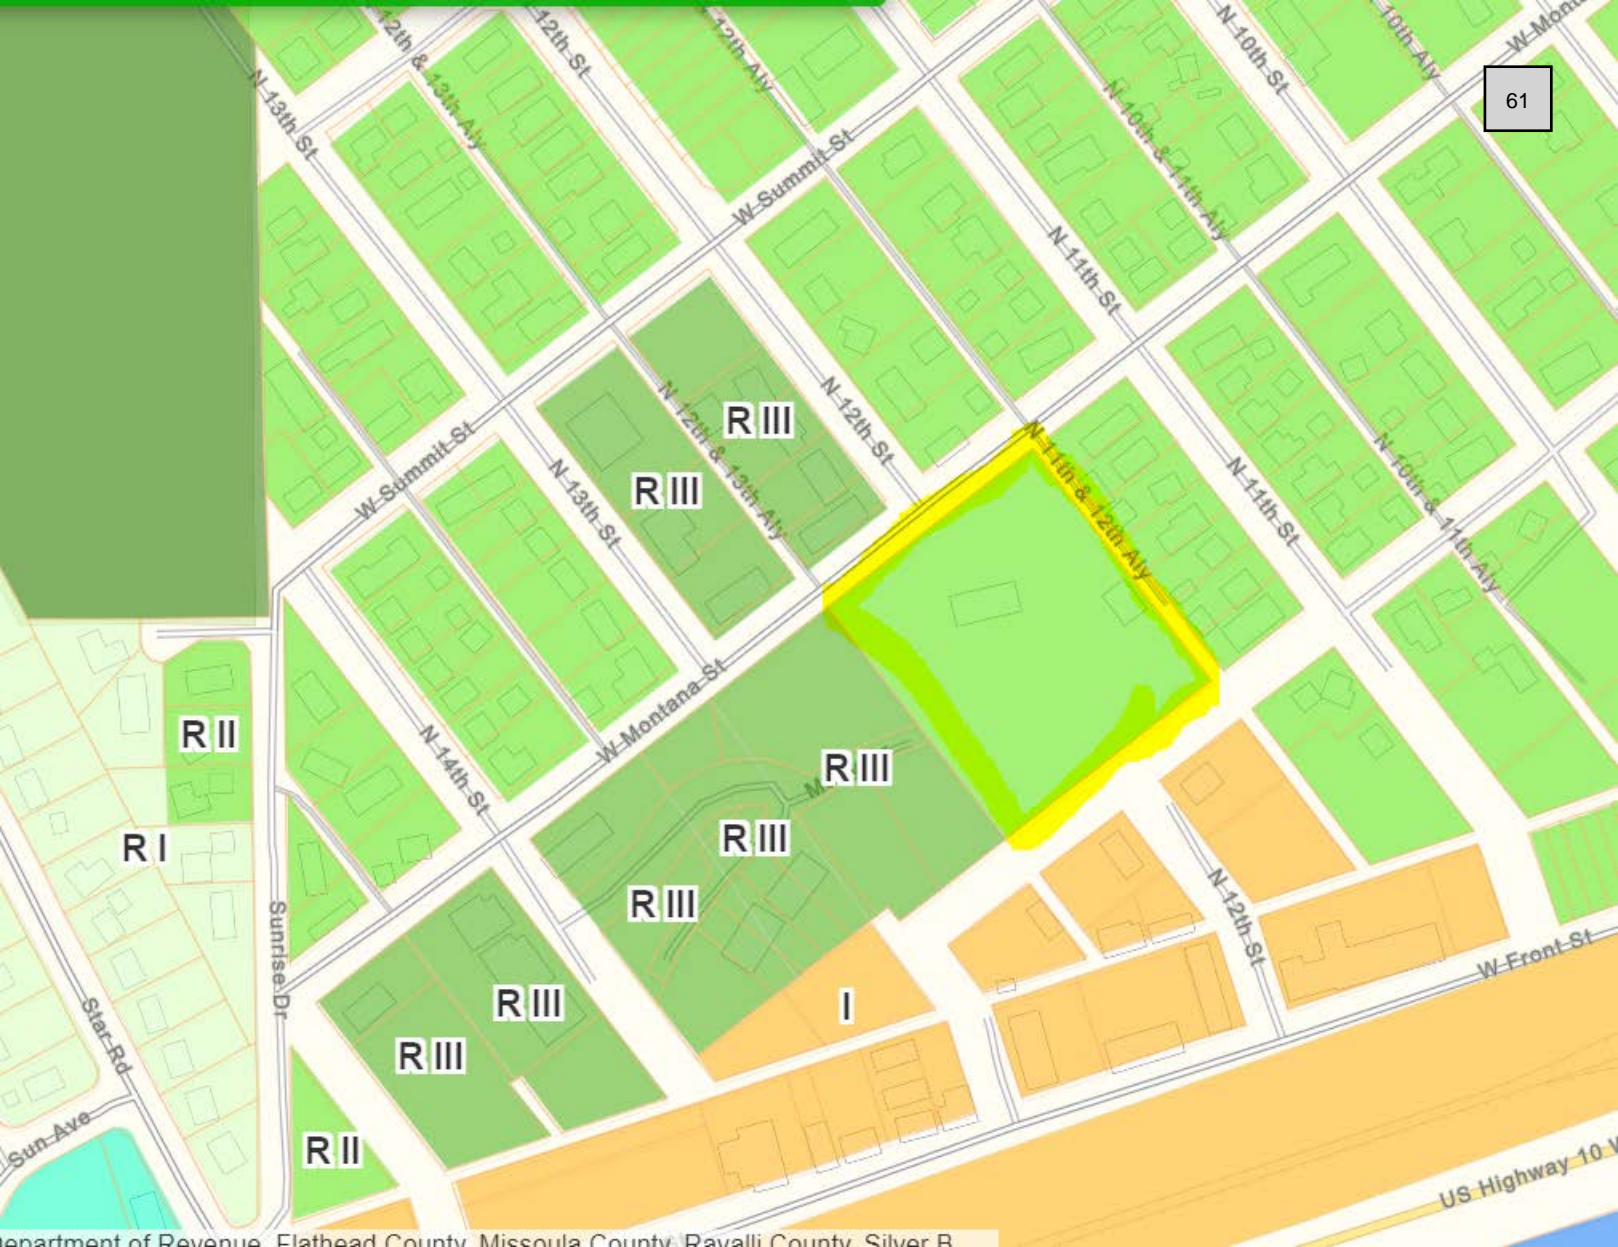 12th & 13th Aly
12th St
12th Aly
N 10th St
10th Aly
W Mont
61
N 13th St
N 10th & 11th Aly
W Summit St
N 11th St
R III
N 12th St
N 12th & 13th Aly
R III
W Summit St
N 13th St
N 11th & 12th Aly
N 11th St
N 10th & 11th Aly
W Montana St
R II
N 14th St
R III
R III
R I
R III
Sunrise Dr
N 12th St
W Front St
R III
I
Star Rd
R III
Sun Ave
R II
US Highway 10 W
Department of Revenue, Flathead County, Missoula County, Ravalli County, Silver B